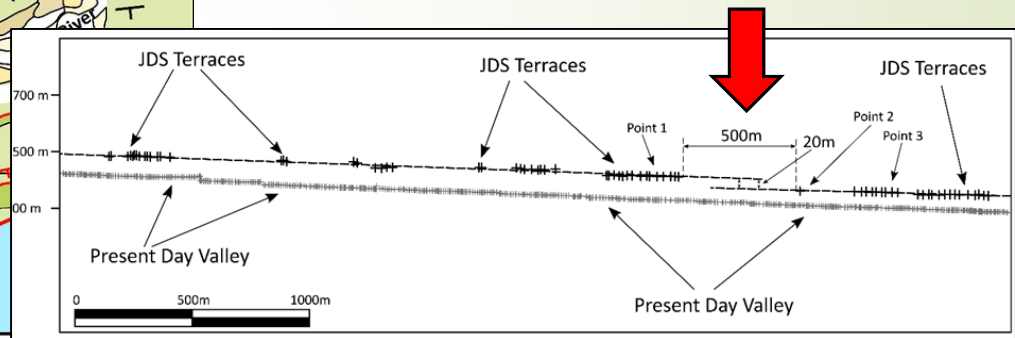 River
JDS Terraces
JDS Terraces
JDS Terraces
700 m
500 m
00 m
Point 1
500m
20m
Point 2
Point 3
Present Day Valley
Present Day Valley
0 500m 1000m